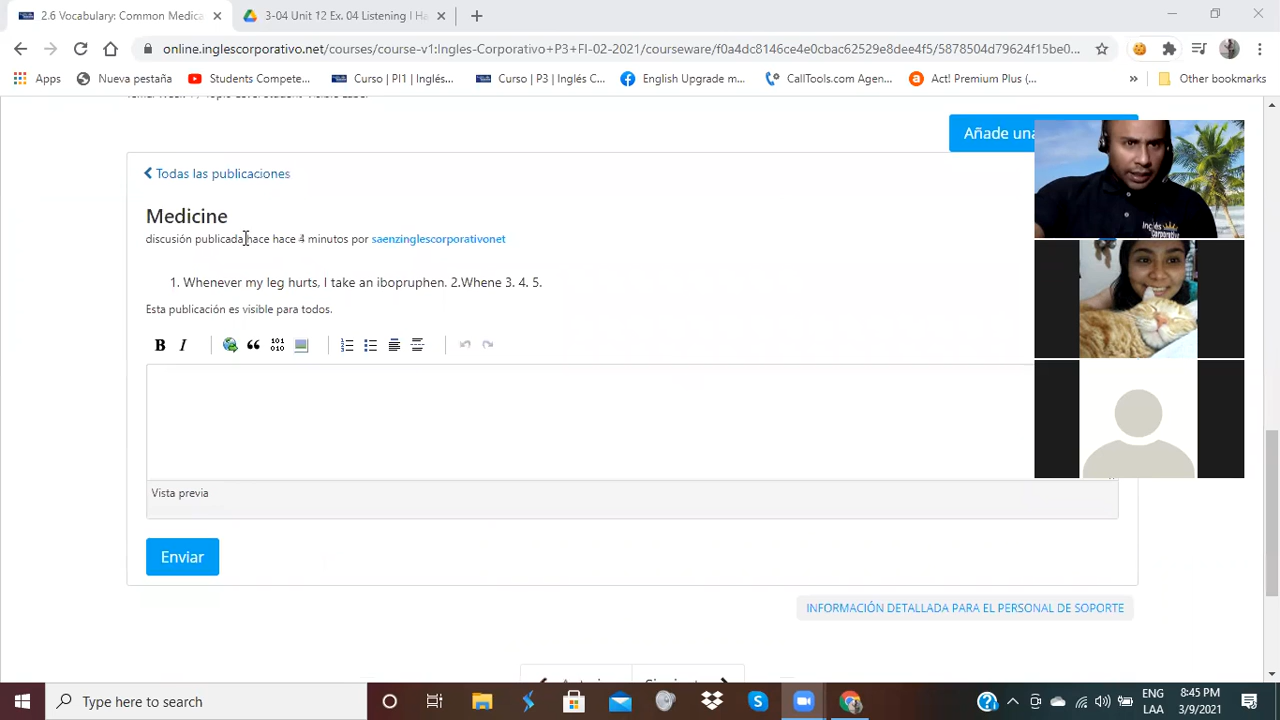 2.6 Vocabulary: Common Medica
3-04 Unit 12 Ex. 04 Listening I Ha
online.inglescorporativo.net/courses/course-v1:Ingles-Corporativo+P3+FI-02-2021/courseware/f0a4dc8146ce4e0cbac62529e8dee4f5/5878504d79624f15be0...
Apps
Nueva pestaña
Students Compete...
Curso | PI1 | Inglés...
Curso | P3 | Inglé C...
English Upgrade m...
CallTools.com Agen...
Act! Premium Plus (...
»
Other bookmarks
Añade una
Todas las publicaciones
Medicine
discusión publicada hace hace 4 minutos por saenzinglescorporativonet
1. Whenever my leg hurts, I take an ibopruphen. 2.Whene 3. 4. 5.
Esta publicación es visible para todos.
B I
Vista previa
Enviar
INFORMACIÓN DETALLADA PARA EL PERSONAL DE SOPORTE
Type here to search
ENG
LAA
8:45 PM
3/9/2021